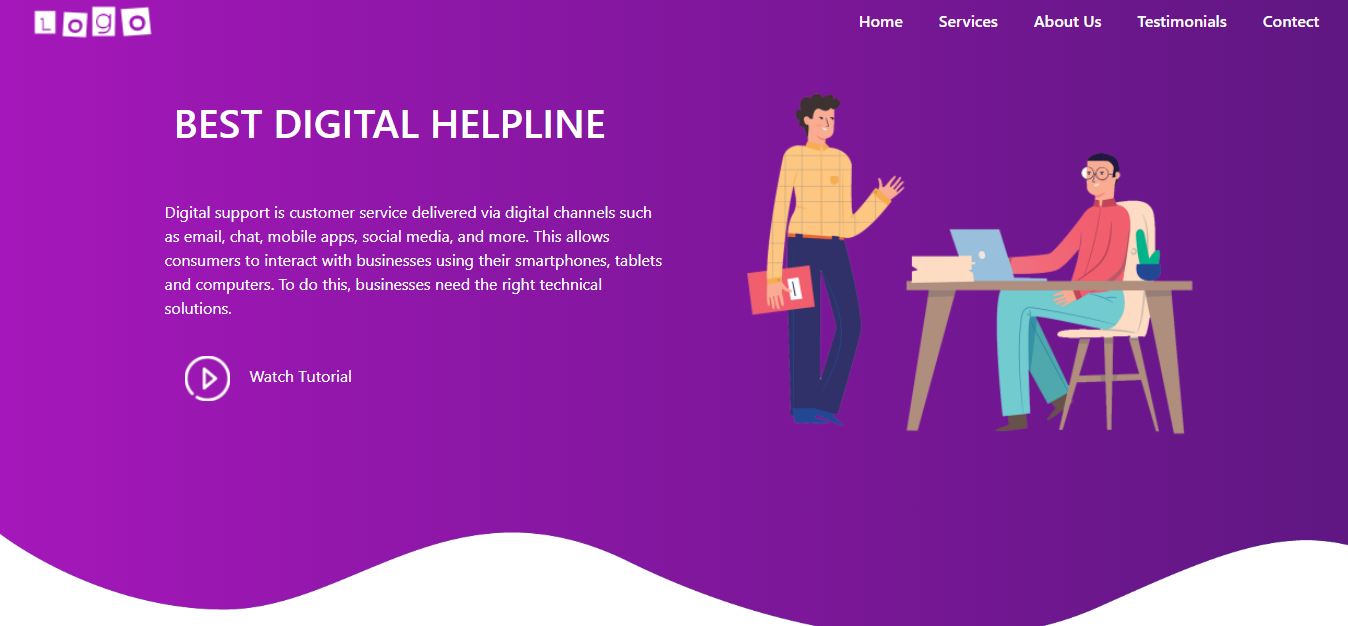 LOGO
Home Services About Us Testimonials Contect
BEST DIGITAL HELPLINE
Digital support is customer service delivered via digital channels such
as email, chat, mobile apps, social media, and more. This allows
consumers to interact with businesses using their smartphones, tablets
and computers. To do this, businesses need the right technical
solutions.
Watch Tutorial